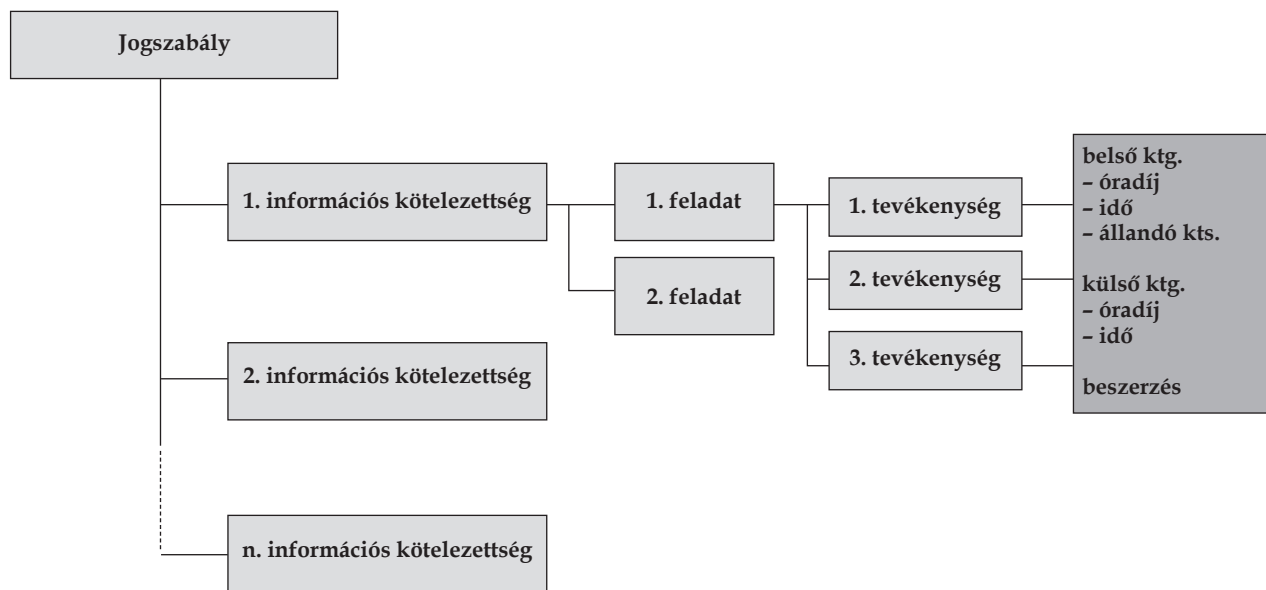 Jogszabály
1. információs kötelezettség
1. feladat
2. feladat
1. tevékenység
2. tevékenység
3. tevékenység
belső ktg.
– óradíj
– idő
– állandó kts.
külső ktg.
– óradíj
– idő
beszerzés
2. információs kötelezettség
n. információs kötelezettség